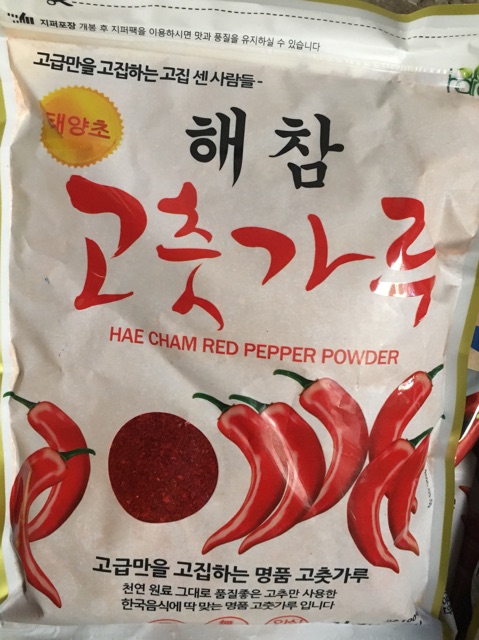 지퍼포장 개봉 후 지퍼팩을 이용하시면 맛과 품질을 유지하실 수 있습니다
고급만을 고집하는 고집 센 사람들-
태양초
해참
고춧가루
HAE CHAM RED PEPPER POWDER
고급만을 고집하는 명품 고춧가루
천연 원료 그대로 품질좋은 고추만 사용한
한국음식에 딱 맞는 명품 고춧가루 입니다